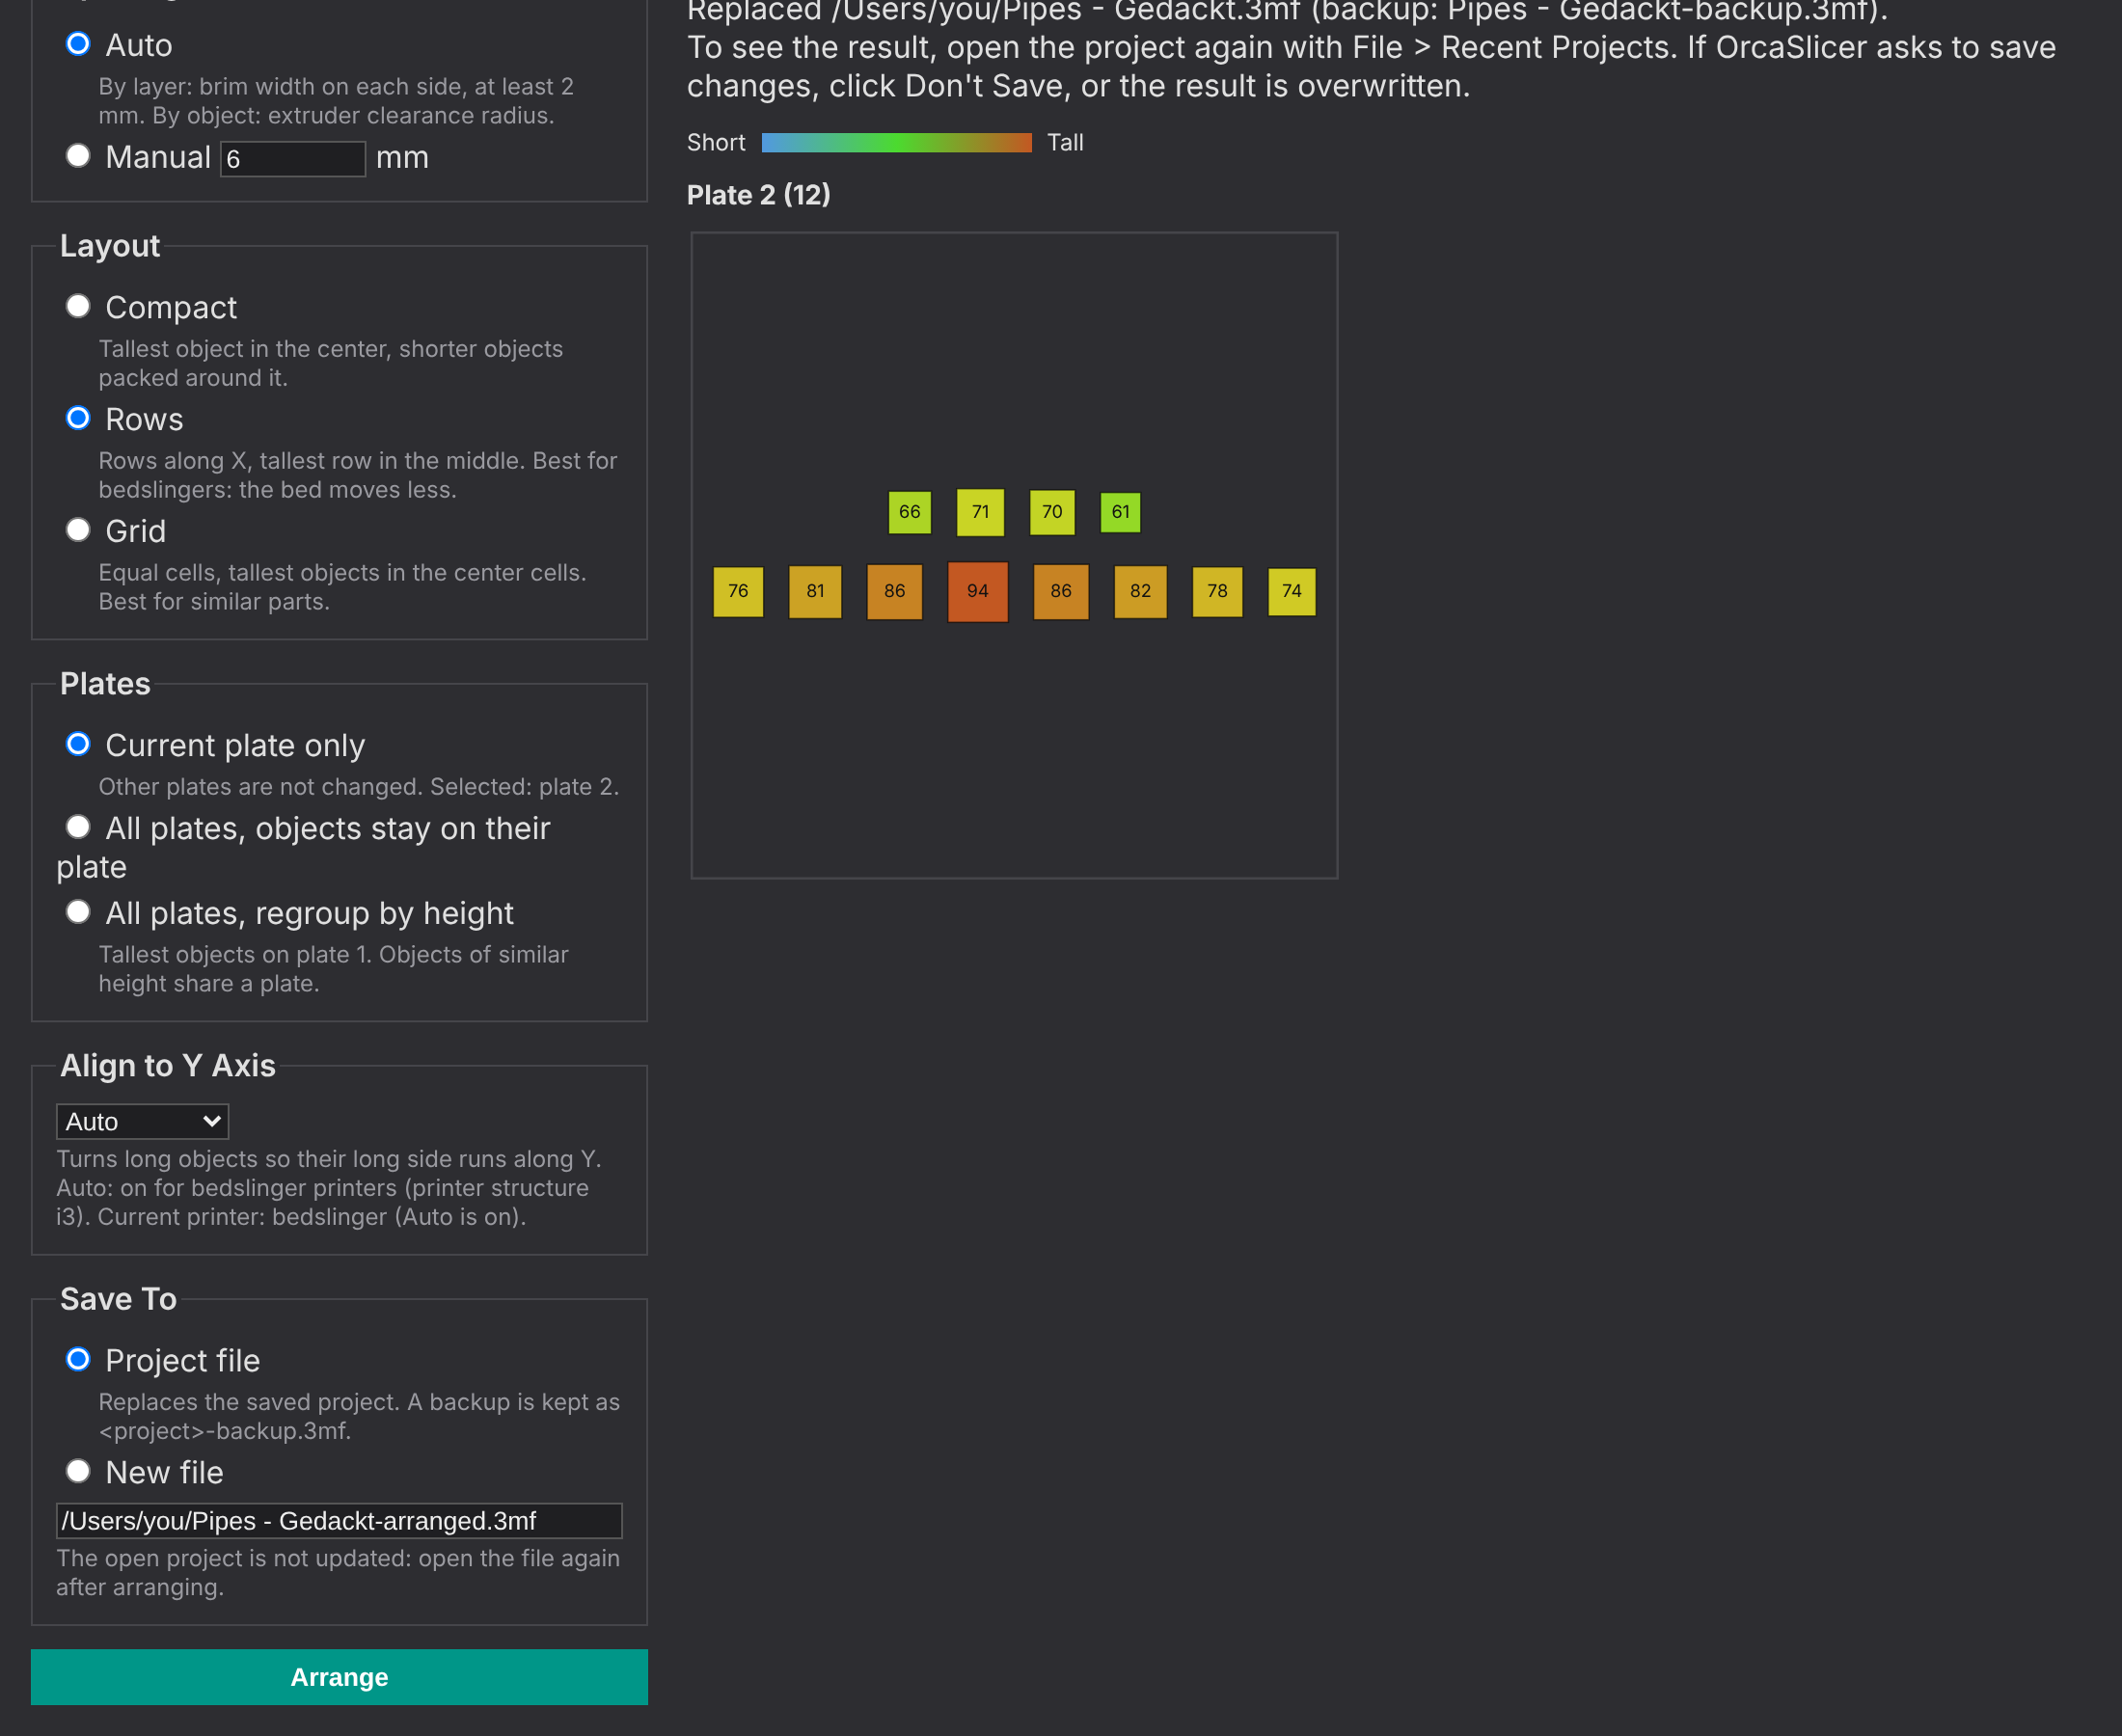 Auto
By layer: brim width on each side, at least 2
mm. By object: extruder clearance radius.
Manual 6 mm
Layout
Compact
Tallest object in the center, shorter objects
packed around it.
Rows
Rows along X, tallest row in the middle. Best for
bedslingers: the bed moves less.
Grid
Equal cells, tallest objects in the center cells.
Best for similar parts.
Plates
Current plate only
Other plates are not changed. Selected: plate 2.
All plates, objects stay on their
plate
All plates, regroup by height
Tallest objects on plate 1. Objects of similar
height share a plate.
Align to Y Axis
Auto
Turns long objects so their long side runs along Y.
Auto: on for bedslinger printers (printer structure
i3). Current printer: bedslinger (Auto is on).
Save To
Project file
Replaces the saved project. A backup is kept as
<project>-backup.3mf.
New file
/Users/you/Pipes - Gedackt-arranged.3mf
The open project is not updated: open the file again
after arranging.
Arrange
Replaced /Users/you/Pipes - Gedackt.3mf (backup: Pipes - Gedackt-backup.3mf).
To see the result, open the project again with File > Recent Projects. If OrcaSlicer asks to save
changes, click Don't Save, or the result is overwritten.
Short Tall
Plate 2 (12)
66 71 70 61
76 81 86 94 86 82 78 74